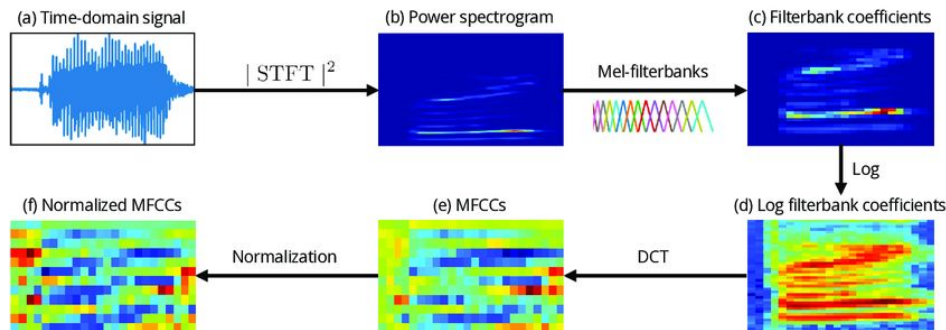 (a) Time-domain signal
(b) Power spectrogram
(c) Filterbank coefficients
| STFT |²
Mel-filterbanks
Log
(f) Normalized MFCCs
(e) MFCCs
(d) Log filterbank coefficients
Normalization
DCT